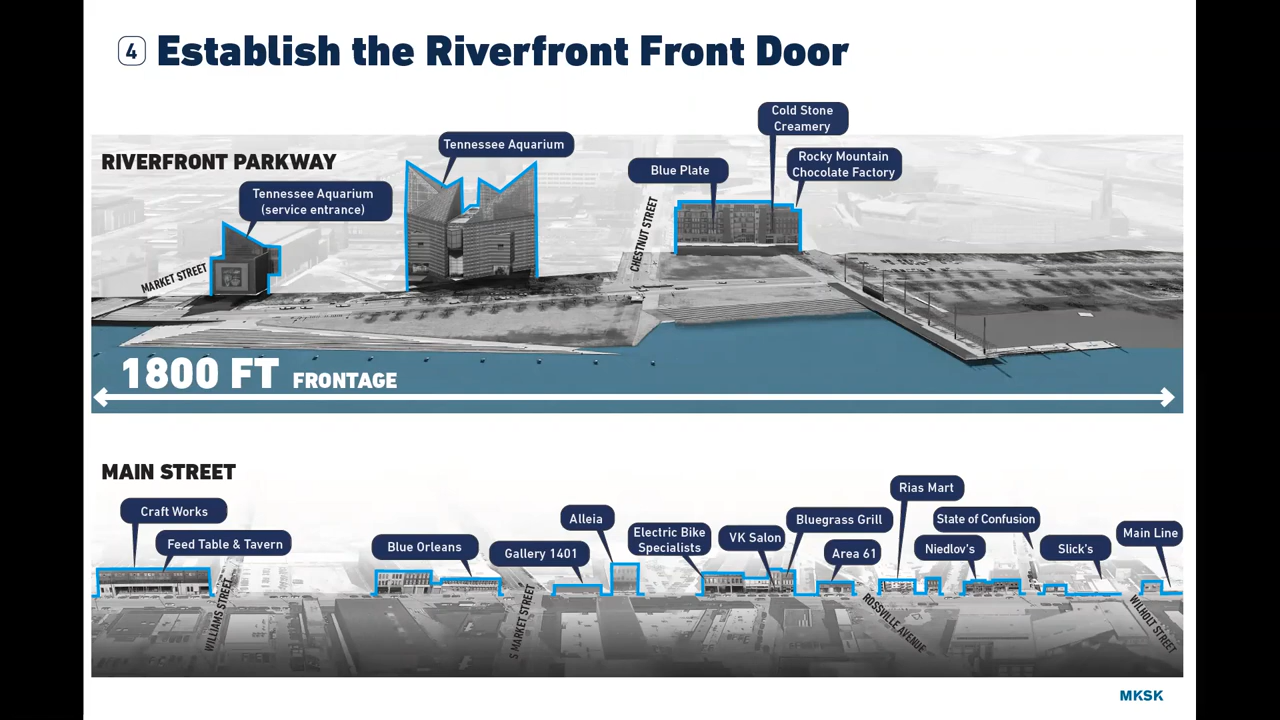 4 Establish the Riverfront Front Door
RIVERFRONT PARKWAY
Tennessee Aquarium
(service entrance)
Tennessee Aquarium
Blue Plate
Cold Stone
Creamery
Rocky Mountain
Chocolate Factory
MARKET STREET
CHESTNUT STREET
1800 FT FRONTAGE
MAIN STREET
Craft Works
Feed Table & Tavern
Blue Orleans
Gallery 1401
Alleia
Electric Bike
Specialists
VK Salon
Bluegrass Grill
Area 61
Rias Mart
State of Confusion
Niedlov's
Slick's
Main Line
WILLIAMS STREET
S MARKET STREET
ROSSVILLE AVENUE
WILHOLT STREET
MKSK